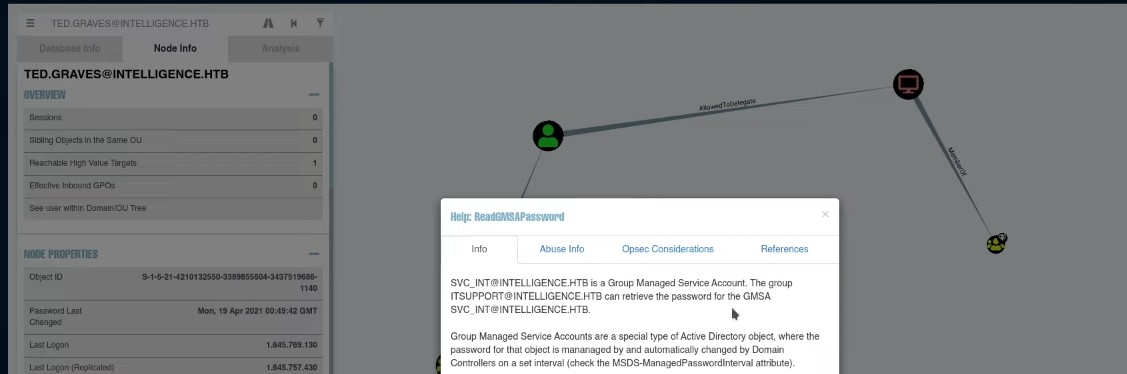 TED.GRAVES@INTELLIGENCE.HTB
Database Info
Node Info
Analysis
TED.GRAVES@INTELLIGENCE.HTB
OVERVIEW
Sessions 0
Sibling Objects in the Same OU 0
Reachable High Value Targets 1
Effective Inbound GPOs 0
See user within Domain/OU Tree
NODE PROPERTIES
Object ID S-1-5-21-4210132550-3389855604-3437519686-
1140
Password Last Mon, 19 Apr 2021 00:49:42 GMT
Changed
Last Logon 1.645.769.130
Last Logon (Replicated) 1.645.757.430
AllowedToDelegate
MemberOf
Help: ReadGMSAPassword ×
Info
Abuse Info
Opsec Considerations
References
SVC_INT@INTELLIGENCE.HTB is a Group Managed Service Account. The group
ITSUPPORT@INTELLIGENCE.HTB can retrieve the password for the GMSA
SVC_INT@INTELLIGENCE.HTB.
Group Managed Service Accounts are a special type of Active Directory object, where the
password for that object is mananaged by and automatically changed by Domain
Controllers on a set interval (check the MSDS-ManagedPasswordInterval attribute).